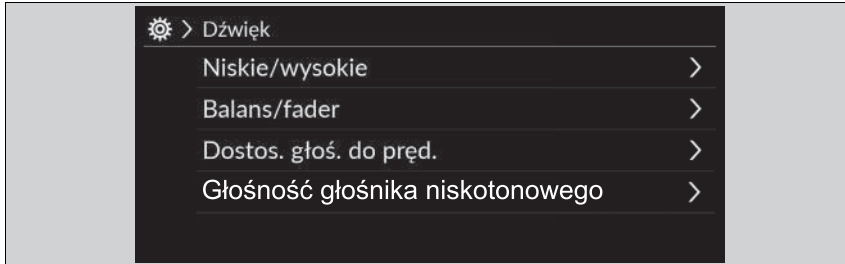 Dźwięk
Niskie/wysokie
Balans/fader
Dostos. głoś. do pręd.
Głośność głośnika niskotonowego